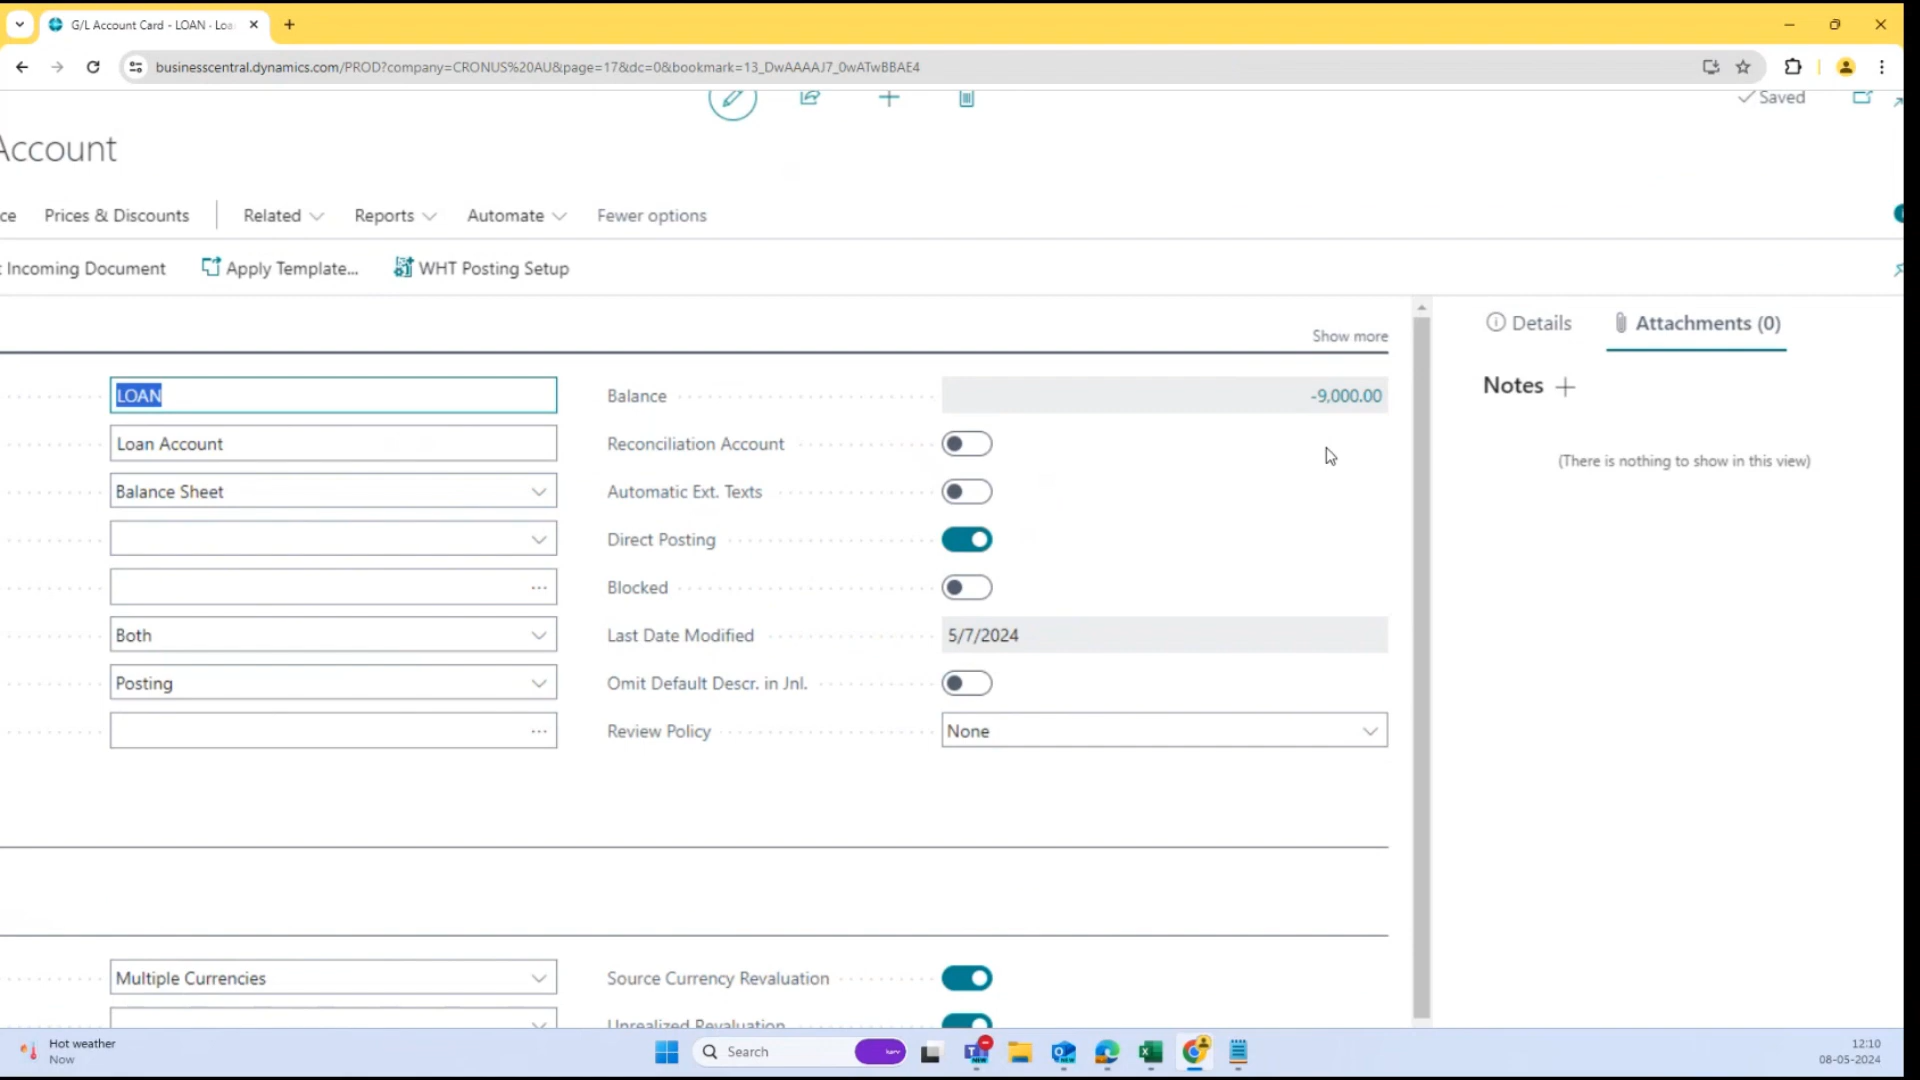 G/L Account Card - LOAN - Loa
businesscentral.dynamics.com/PROD?company=CRONUS%20AU&page=17&dc=0&bookmark=13_DwAAAAJ7_0wATwBBAE4
Saved
Account
ce Prices & Discounts Related Reports Automate Fewer options
Incoming Document Apply Template... WHT Posting Setup
Show more
Details Attachments (0)
Notes
(There is nothing to show in this view)
LOAN Balance -9,000.00
Loan Account Reconciliation Account
Balance Sheet Automatic Ext. Texts
Direct Posting
Blocked
Both Last Date Modified 5/7/2024
Posting Omit Default Descr. in Jnl.
Review Policy None
Multiple Currencies Source Currency Revaluation
Unrealized Revaluation
Hot weather
Now
Search
NEW
12:10
08-05-2024